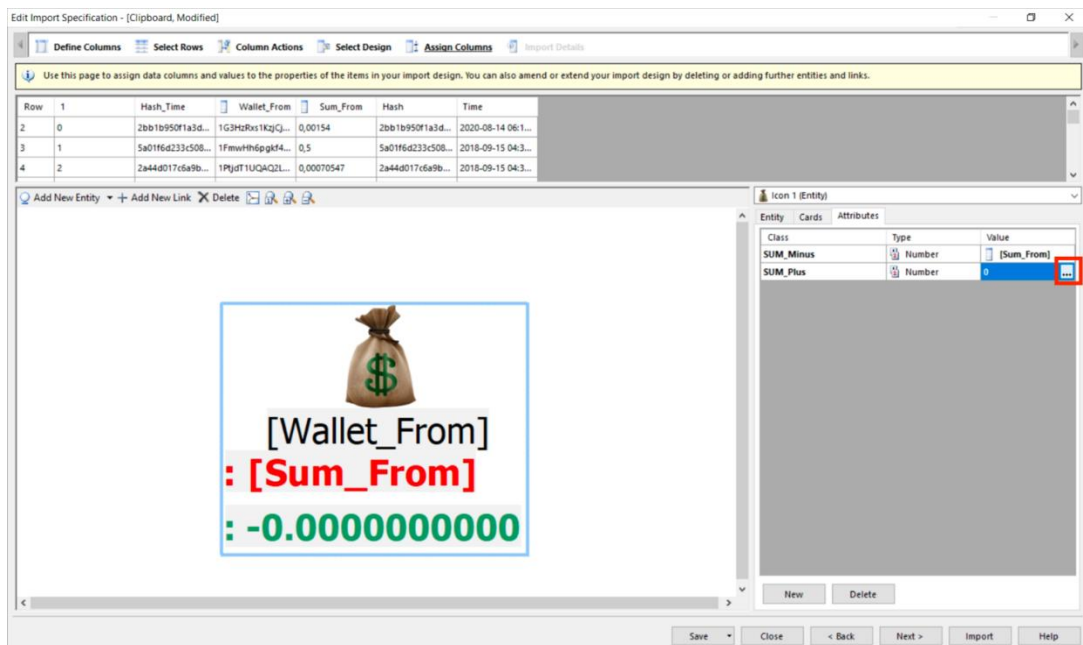 Edit Import Specification - [Clipboard, Modified]
Define Columns Select Rows Column Actions Select Design Assign Columns Import Details
Use this page to assign data columns and values to the properties of the items in your import design. You can also amend or extend your import design by deleting or adding further entities and links.
Row 1 Hash_Time Wallet_From Sum_From Hash Time
2 0 2bb1b950f1a3d... 1G3HzRxs1KzjCj... 0,00154 2bb1b950f1a3d... 2020-08-14 06:1...
3 1 5a01f6d233c508... 1FmwHh6pgkf4... 0,5 5a01f6d233c508... 2018-09-15 04:3...
4 2 2a44d017c6a9b... 1PtjdT1UQAQ2L... 0,00070547 2a44d017c6a9b... 2018-09-15 04:3...
Add New Entity Add New Link Delete
Icon 1 (Entity)
Entity Cards Attributes
Class Type Value
SUM_Minus Number [Sum_From]
SUM_Plus Number 0 ...
$
[Wallet_From]
: [Sum_From]
: -0.0000000000
New Delete
Save Close < Back Next > Import Help